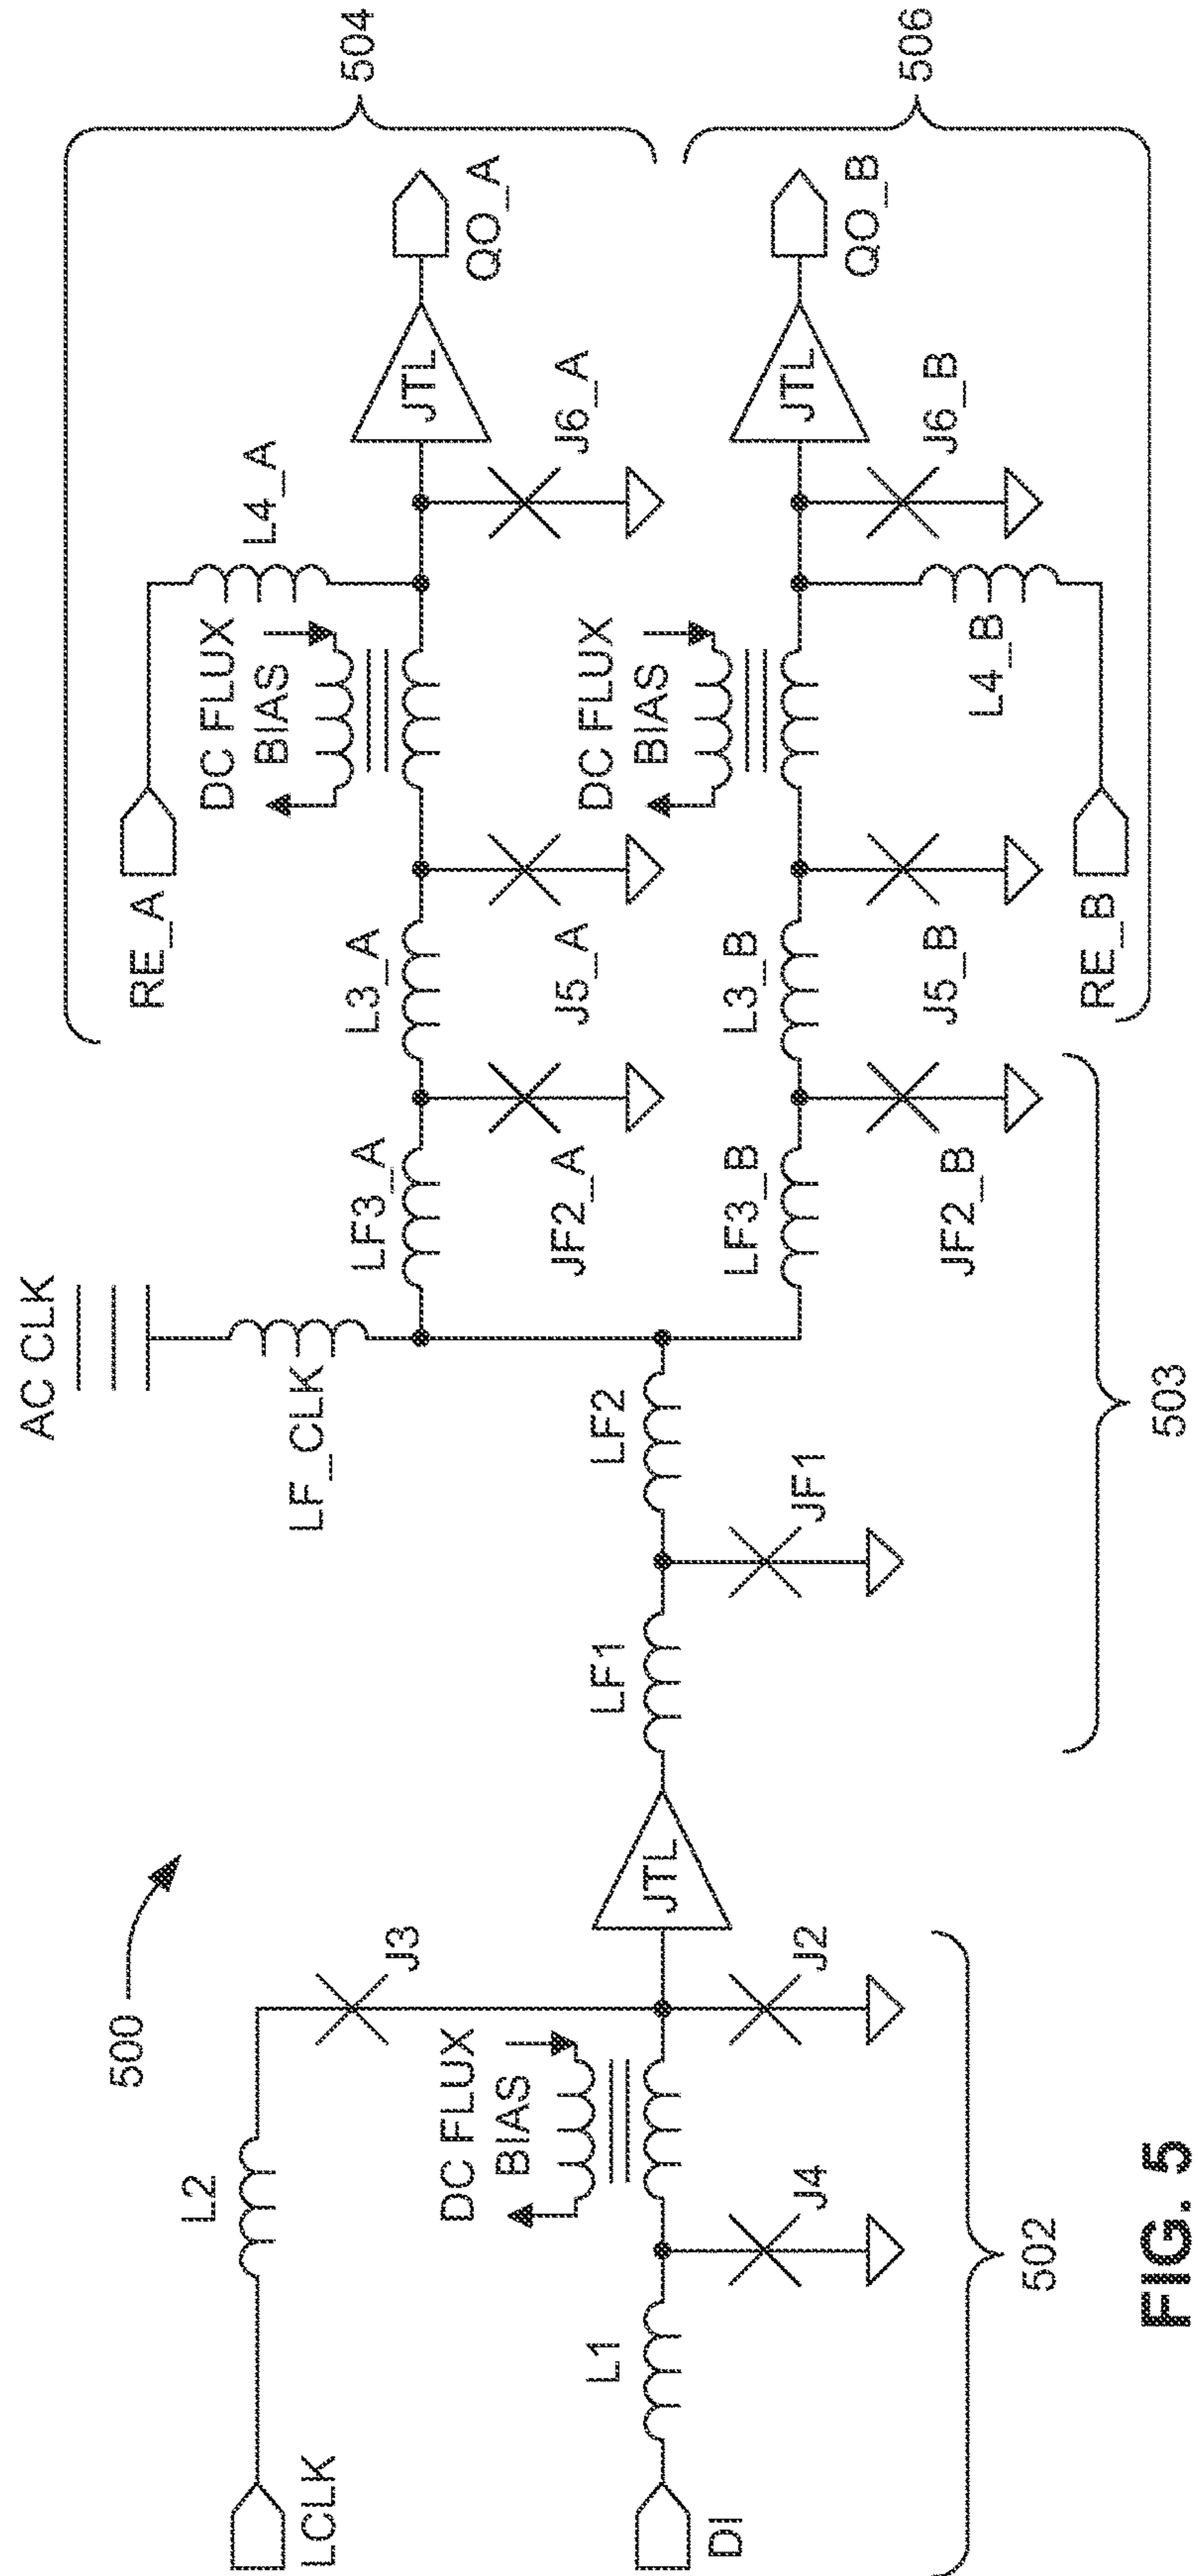 500
LCLK
L2
J3
DC FLUX
BIAS
DI
L1
J4
J2
JTL
502
LF1
JF1
LF2
AC CLK
LF_CLK
503
LF3_A
JF2_A
L3_A
J5_A
RE_A
DC FLUX
BIAS
L4_A
J6_A
JTL
QO_A
504
LF3_B
JF2_B
L3_B
J5_B
RE_B
DC FLUX
BIAS
L4_B
J6_B
JTL
QO_B
506
FIG. 5